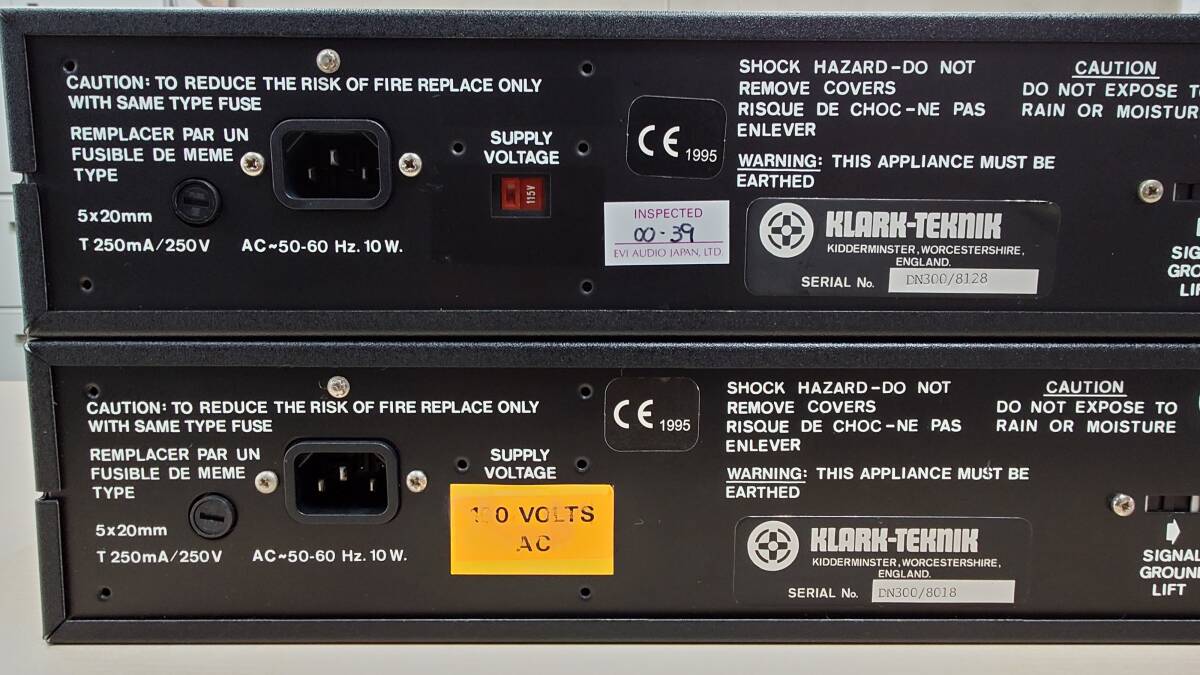 CAUTION: TO REDUCE THE RISK OF FIRE REPLACE ONLY
WITH SAME TYPE FUSE
REMPLACER PAR UN
FUSIBLE DE MEME
TYPE
5x20mm
T 250mA/250V
AC~50-60 Hz. 10 W.
SUPPLY
VOLTAGE
115V
CE 1995
INSPECTED
00-39
EVI AUDIO JAPAN, LTD.
SHOCK HAZARD-DO NOT
REMOVE COVERS
RISQUE DE CHOC-NE PAS
ENLEVER
WARNING: THIS APPLIANCE MUST BE
EARTHED
KLARK-TEKNIK
KIDDERMINSTER, WORCESTERSHIRE,
ENGLAND.
SERIAL No. DN300/8128
CAUTION
DO NOT EXPOSE T
RAIN OR MOISTUR
SIG
GRO
LI
CAUTION: TO REDUCE THE RISK OF FIRE REPLACE ONLY
WITH SAME TYPE FUSE
REMPLACER PAR UN
FUSIBLE DE MEME
TYPE
5x20mm
T 250mA/250V
AC~50-60 Hz. 10 W.
SUPPLY
VOLTAGE
VOLTS
AC
CE 1995
SHOCK HAZARD-DO NOT
REMOVE COVERS
RISQUE DE CHOC-NE PAS
ENLEVER
WARNING: THIS APPLIANCE MUST BE
EARTHED
KLARK-TEKNIK
KIDDERMINSTER, WORCESTERSHIRE,
ENGLAND.
SERIAL No. DN300/8018
CAUTION
DO NOT EXPOSE TO
RAIN OR MOISTURE
SIGNAL
GROUN
LIFT